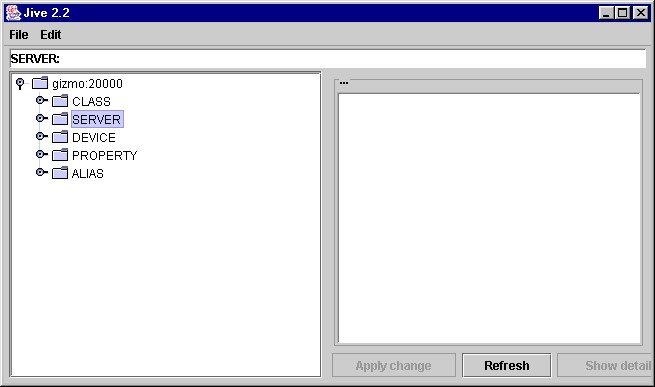 Jive 2.2
File Edit
SERVER:
gizmo:20000
CLASS
SERVER
DEVICE
PROPERTY
ALIAS
...
Apply change Refresh Show detail